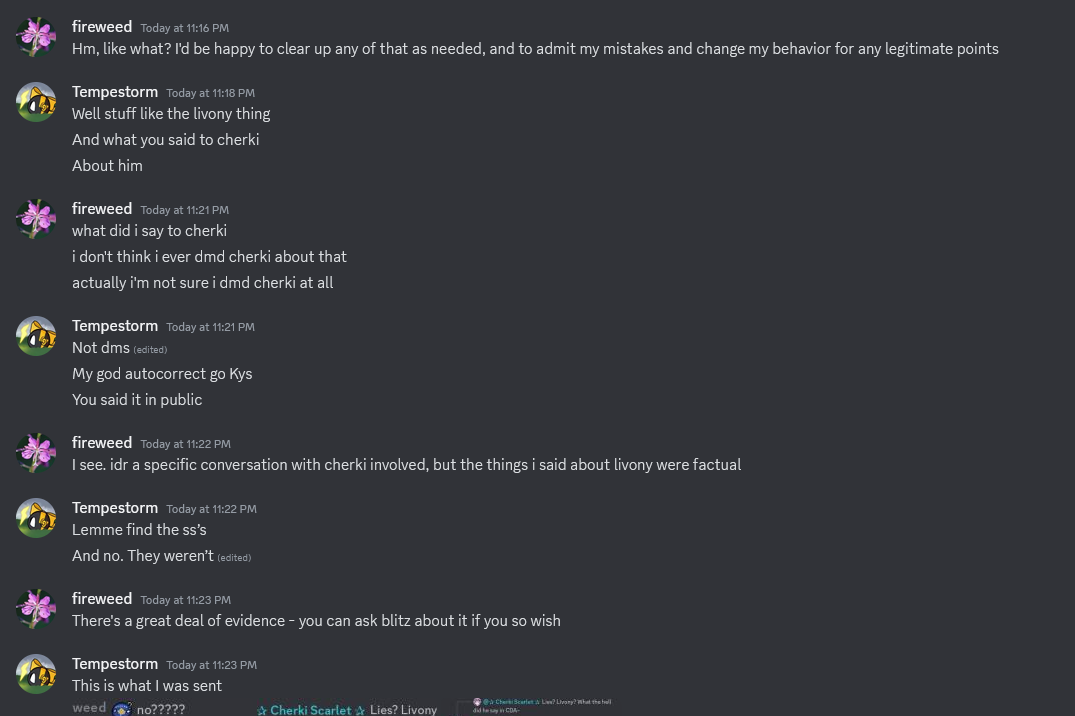 fireweed Today at 11:16 PM
Hm, like what? I'd be happy to clear up any of that as needed, and to admit my mistakes and change my behavior for any legitimate points
Tempestorm Today at 11:18 PM
Well stuff like the livony thing
And what you said to cherki
About him
fireweed Today at 11:21 PM
what did i say to cherki
i don't think i ever dmd cherki about that
actually i'm not sure i dmd cherki at all
Tempestorm Today at 11:21 PM
Not dms (edited)
My god autocorrect go Kys
You said it in public
fireweed Today at 11:22 PM
I see. idr a specific conversation with cherki involved, but the things i said about livony were factual
Tempestorm Today at 11:22 PM
Lemme find the ss’s
And no. They weren’t (edited)
fireweed Today at 11:23 PM
There's a great deal of evidence - you can ask blitz about it if you so wish
Tempestorm Today at 11:23 PM
This is what I was sent
weed no????? ☆ Cherki Scarlet ☆ Lies? Livony
@☆ Cherki Scarlet ☆ Lies? Livony? What the hell
did he say in CDA-